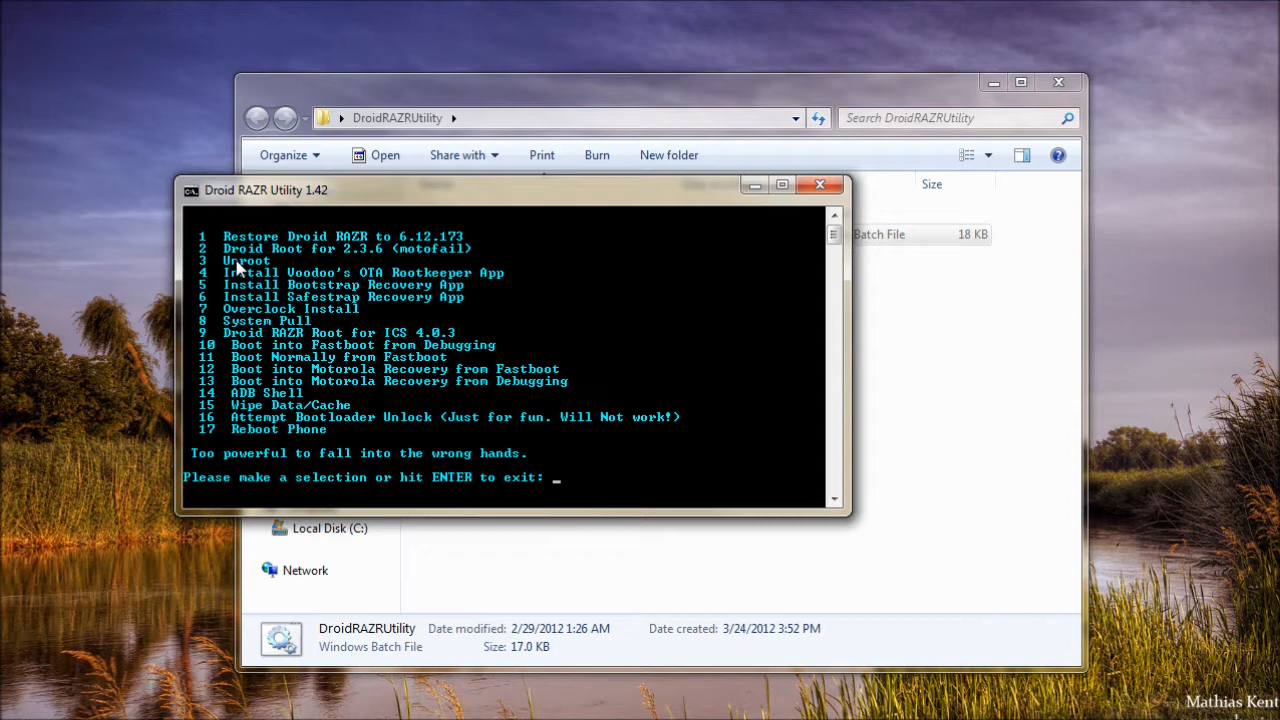 DroidRAZRUtility
Search DroidRAZRUtility
Organize
Open
Share with
Print
Burn
New folder
Droid RAZR Utility 1.42
Size
1 Restore Droid RAZR to 6.12.173
2 Droid Root for 2.3.6 (motofail)
Batch File 18 KB
3 Unroot
4 Install Voodoo's OTA Rootkeeper App
5 Install Bootstrap Recovery App
6 Install Safestrap Recovery App
7 Overclock Install
8 System Pull
9 Droid RAZR Root for ICS 4.0.3
10 Boot into Fastboot from Debugging
11 Boot Normally from Fastboot
12 Boot into Motorola Recovery from Fastboot
13 Boot into Motorola Recovery from Debugging
14 ADB Shell
15 Wipe Data/Cache
16 Attempt Bootloader Unlock (Just for fun. Will Not work!)
17 Reboot Phone
Too powerful to fall into the wrong hands.
Please make a selection or hit ENTER to exit: _
Local Disk (C:)
Network
DroidRAZRUtility Date modified: 2/29/2012 1:26 AM Date created: 3/24/2012 3:52 PM
Windows Batch File Size: 17.0 KB
Mathias Kent